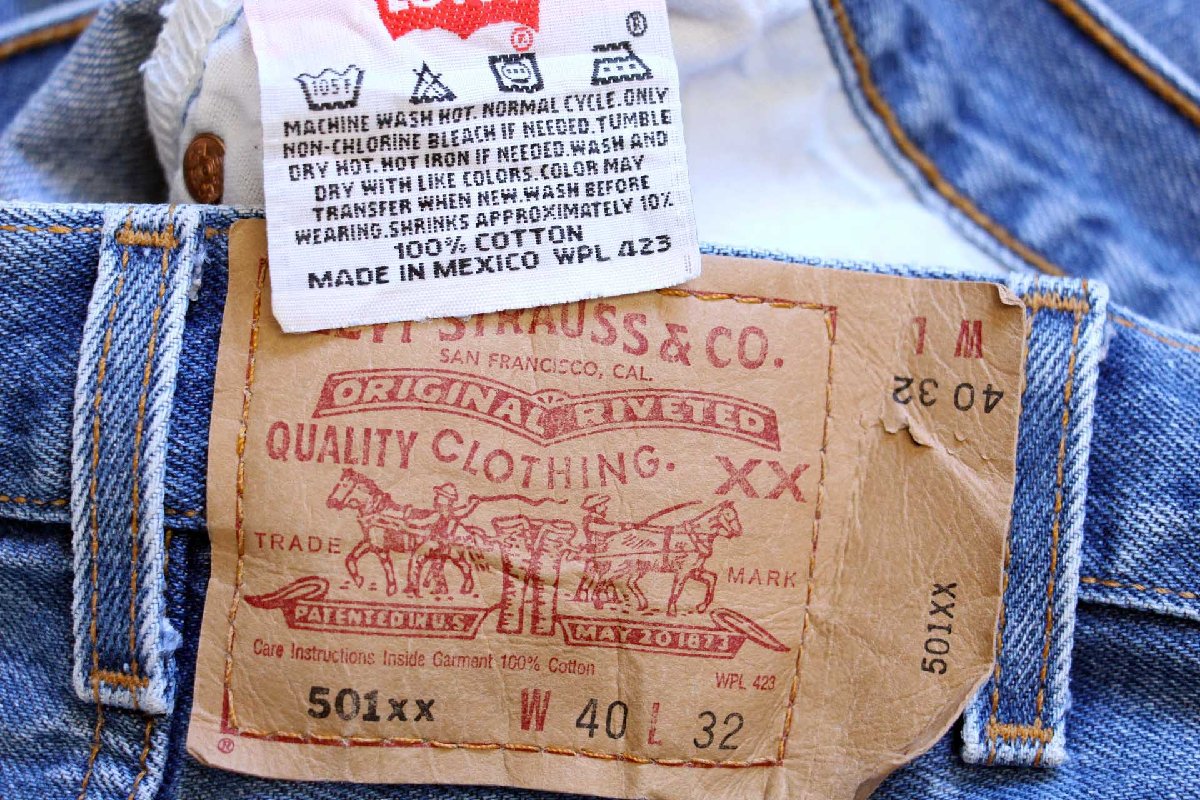 LEVI'S
®
®
105F
MACHINE WASH HOT. NORMAL CYCLE. ONLY
NON-CHLORINE BLEACH IF NEEDED. TUMBLE
DRY HOT. HOT IRON IF NEEDED. WASH AND
DRY WITH LIKE COLORS. COLOR MAY
TRANSFER WHEN NEW. WASH BEFORE
WEARING. SHRINKS APPROXIMATELY 10%
100% COTTON
MADE IN MEXICO WPL 423
LEVI STRAUSS & CO.
SAN FRANCISCO, CAL.
ORIGINAL RIVETED
QUALITY CLOTHING.
XX
TRADE MARK
PATENTED IN U.S. MAY 20 1873
Care Instructions Inside Garment 100% Cotton
WPL 423
501xx W 40 L 32
®
W L
40 32
501XX